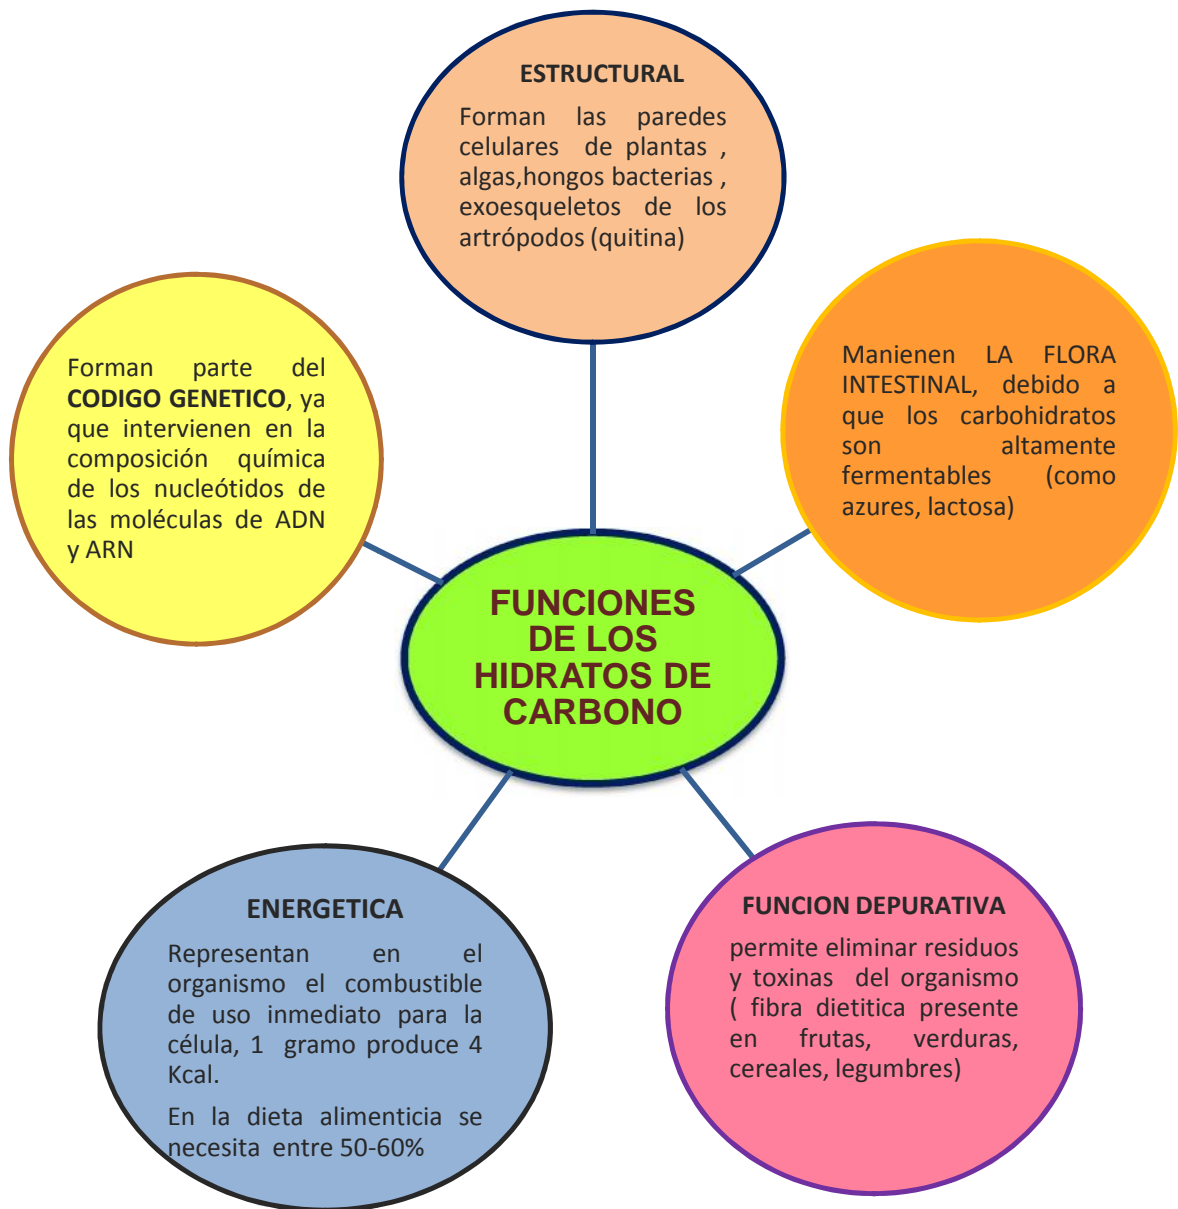 ESTRUCTURAL
Forman las paredes
celulares de plantas ,
algas,hongos bacterias ,
exoesqueletos de los
artrópodos (quitina)
Manienen LA FLORA
INTESTINAL, debido a
que los carbohidratos
son altamente
fermentables (como
azures, lactosa)
Forman parte del
CODIGO GENETICO, ya
que intervienen en la
composición química
de los nucleótidos de
las moléculas de ADN
y ARN
FUNCIONES
DE LOS
HIDRATOS DE
CARBONO
ENERGETICA
Representan en el
organismo el combustible
de uso inmediato para la
célula, 1 gramo produce 4
Kcal.
En la dieta alimenticia se
necesita entre 50-60%
FUNCION DEPURATIVA
permite eliminar residuos
y toxinas del organismo
( fibra dietitica presente
en frutas, verduras,
cereales, legumbres)